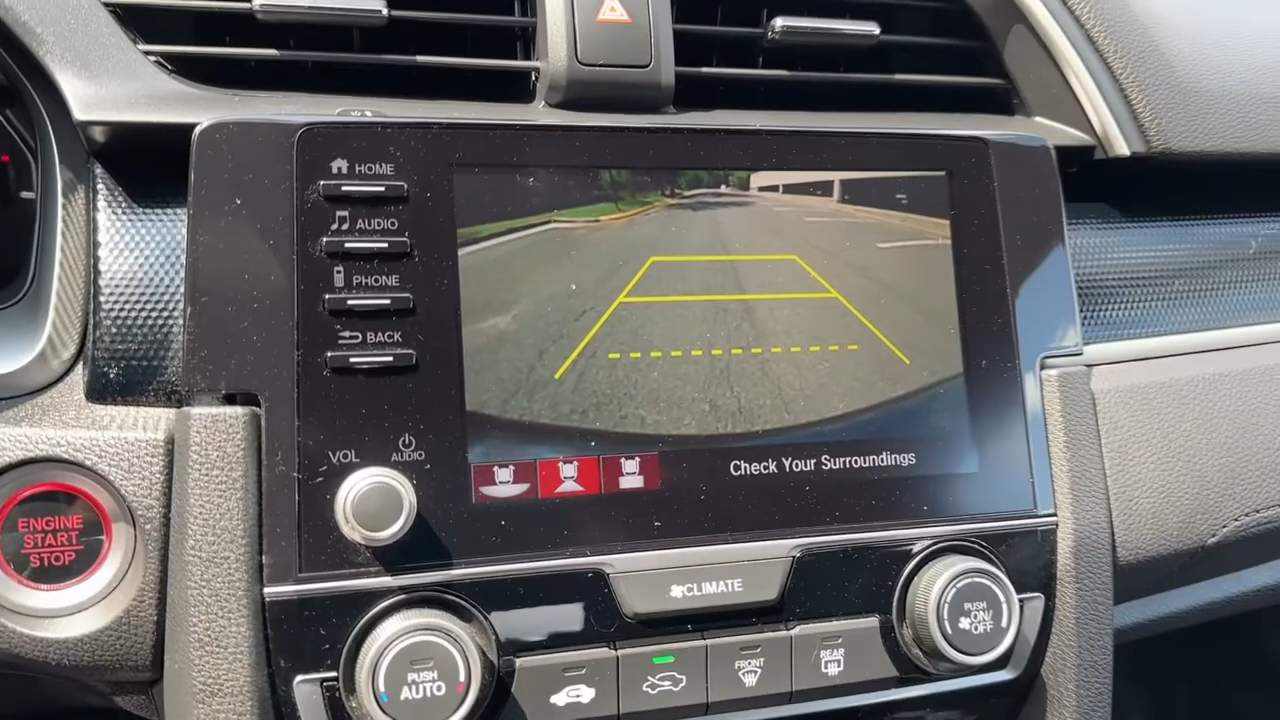 HOME
AUDIO
PHONE
BACK
VOL
AUDIO
Check Your Surroundings
ENGINE
START
STOP
CLIMATE
PUSH
AUTO
FRONT
REAR
PUSH
ON/
OFF